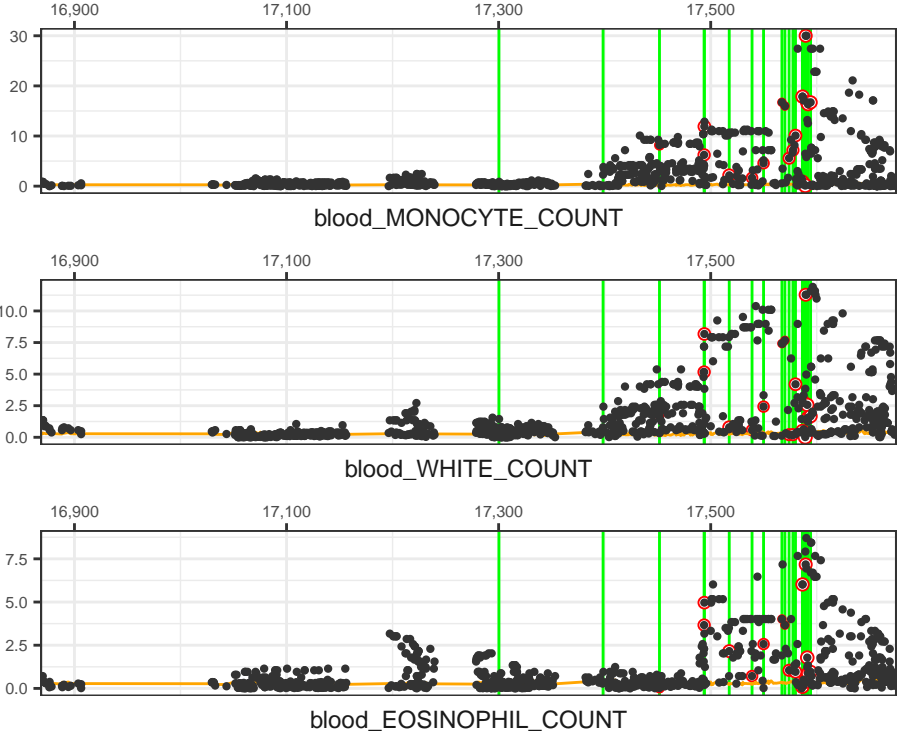 16,900 17,100 17,300 17,500
30
20
10
0
blood_MONOCYTE_COUNT
16,900 17,100 17,300 17,500
10.0
7.5
5.0
2.5
0.0
blood_WHITE_COUNT
16,900 17,100 17,300 17,500
7.5
5.0
2.5
0.0
blood_EOSINOPHIL_COUNT